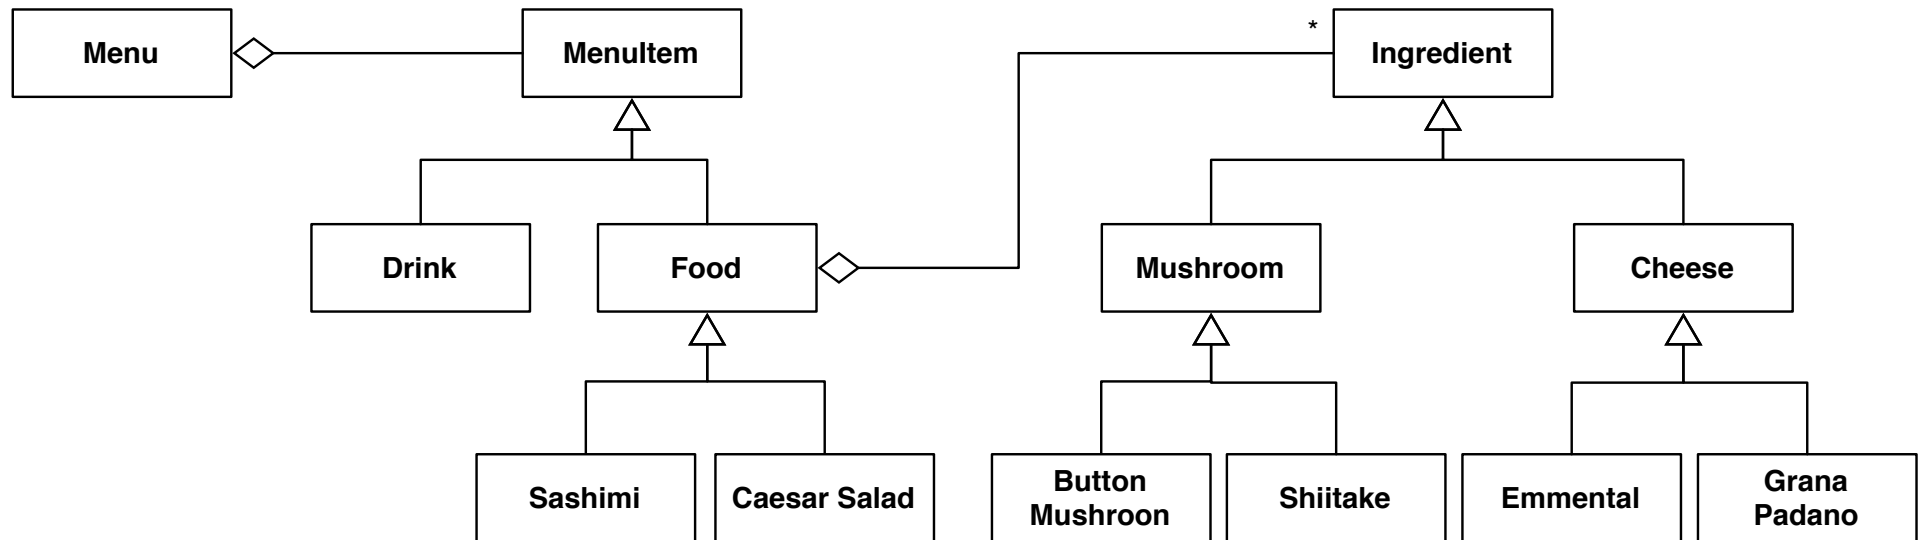 Menu
MenuItem
*
Ingredient
Drink
Food
Mushroom
Cheese
Sashimi
Caesar Salad
Button
Mushroon
Shiitake
Emmental
Grana
Padano